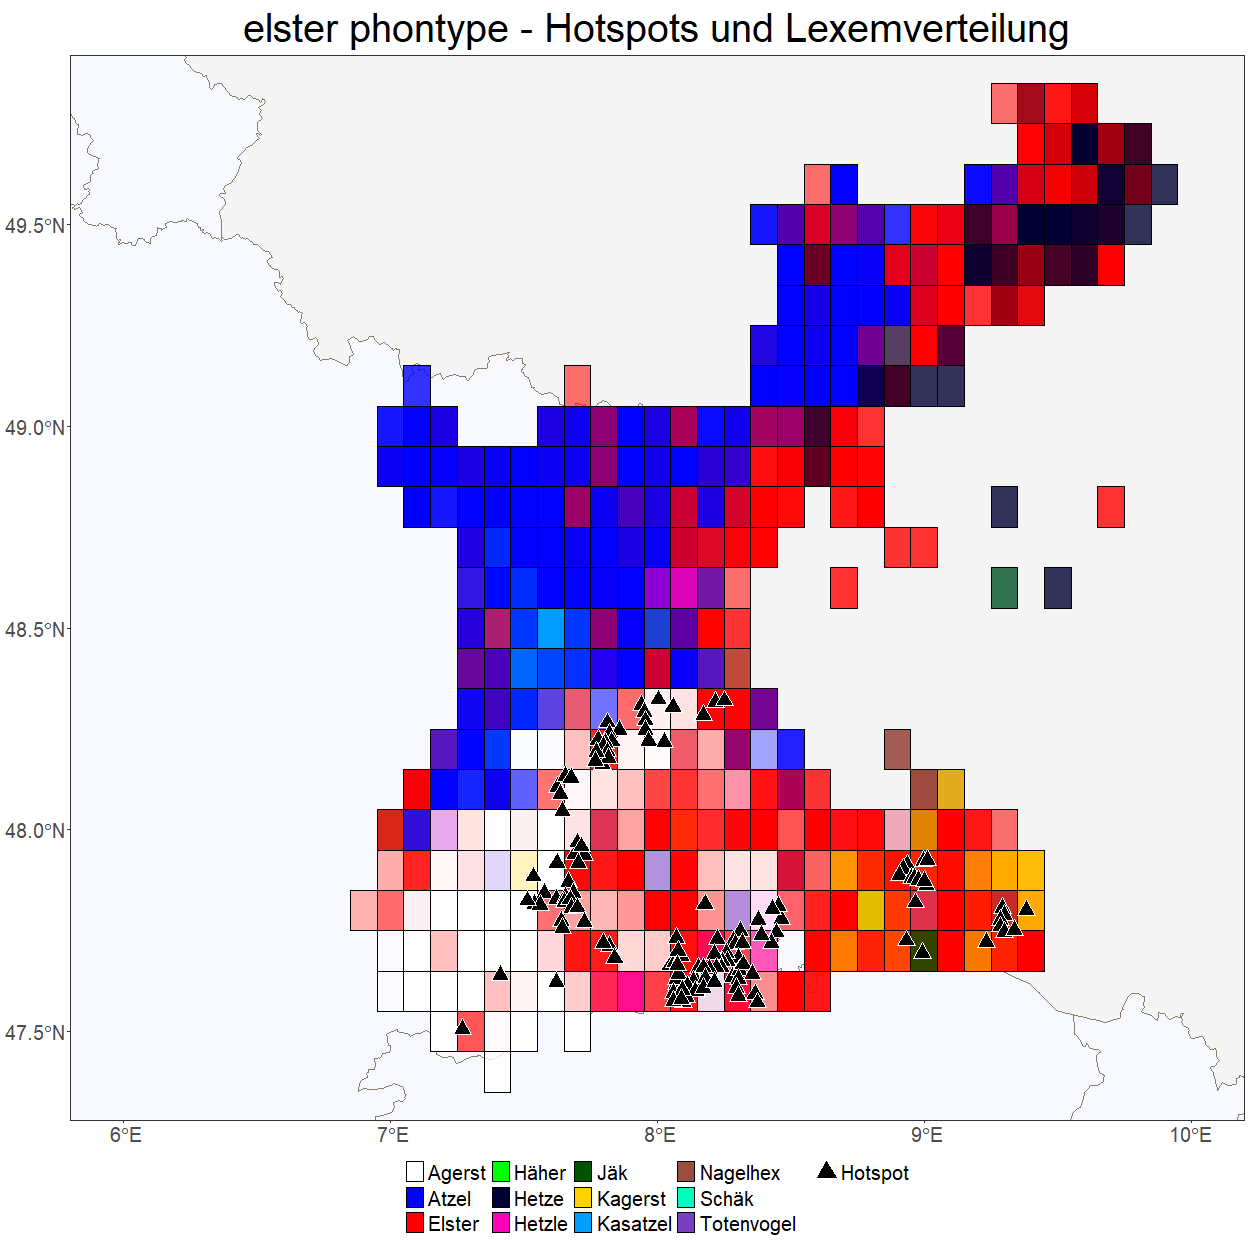 elster phontype - Hotspots und Lexemverteilung
49.5°N
49.0°N
48.5°N
48.0°N
47.5°N
6°E 7°E 8°E 9°E 10°E
Agerst Häher Jäk Nagelhex Hotspot
Atzel Hetze Kagerst Schäk
Elster Hetzle Kasatzel Totenvogel